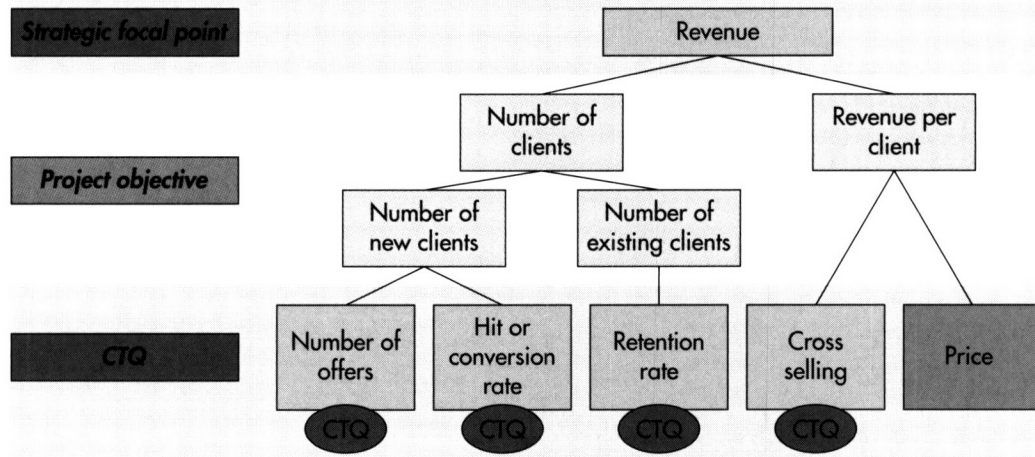 Strategic focal point
Revenue
Number of
clients
Revenue per
client
Project objective
Number of
new clients
Number of
existing clients
CTQ
Number of
offers
Hit or
conversion
rate
Retention
rate
Cross
selling
Price
CTQ
CTQ
CTQ
CTQ